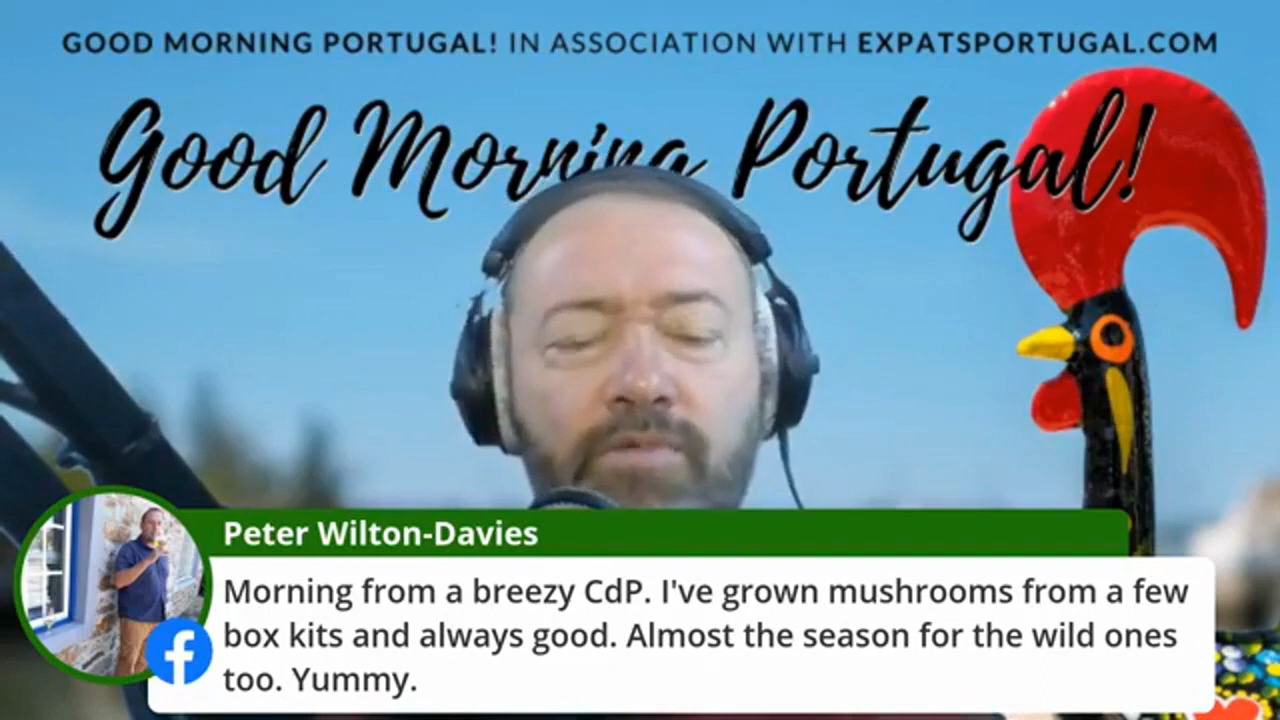 GOOD MORNING PORTUGAL! IN ASSOCIATION WITH EXPATSPORTUGAL.COM
Good Morning Portugal!
Peter Wilton-Davies
Morning from a breezy CdP. I've grown mushrooms from a few
box kits and always good. Almost the season for the wild ones
too. Yummy.